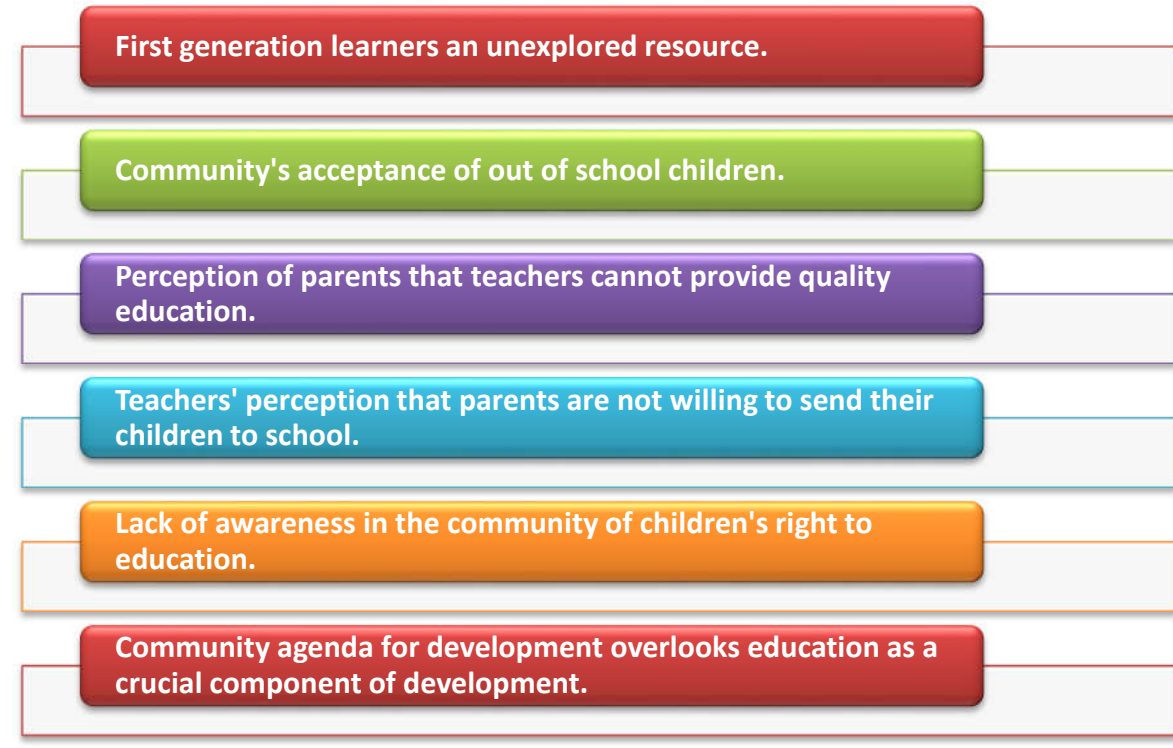 First generation learners an unexplored resource.
Community's acceptance of out of school children.
Perception of parents that teachers cannot provide quality
education.
Teachers' perception that parents are not willing to send their
children to school.
Lack of awareness in the community of children's right to
education.
Community agenda for development overlooks education as a
crucial component of development.